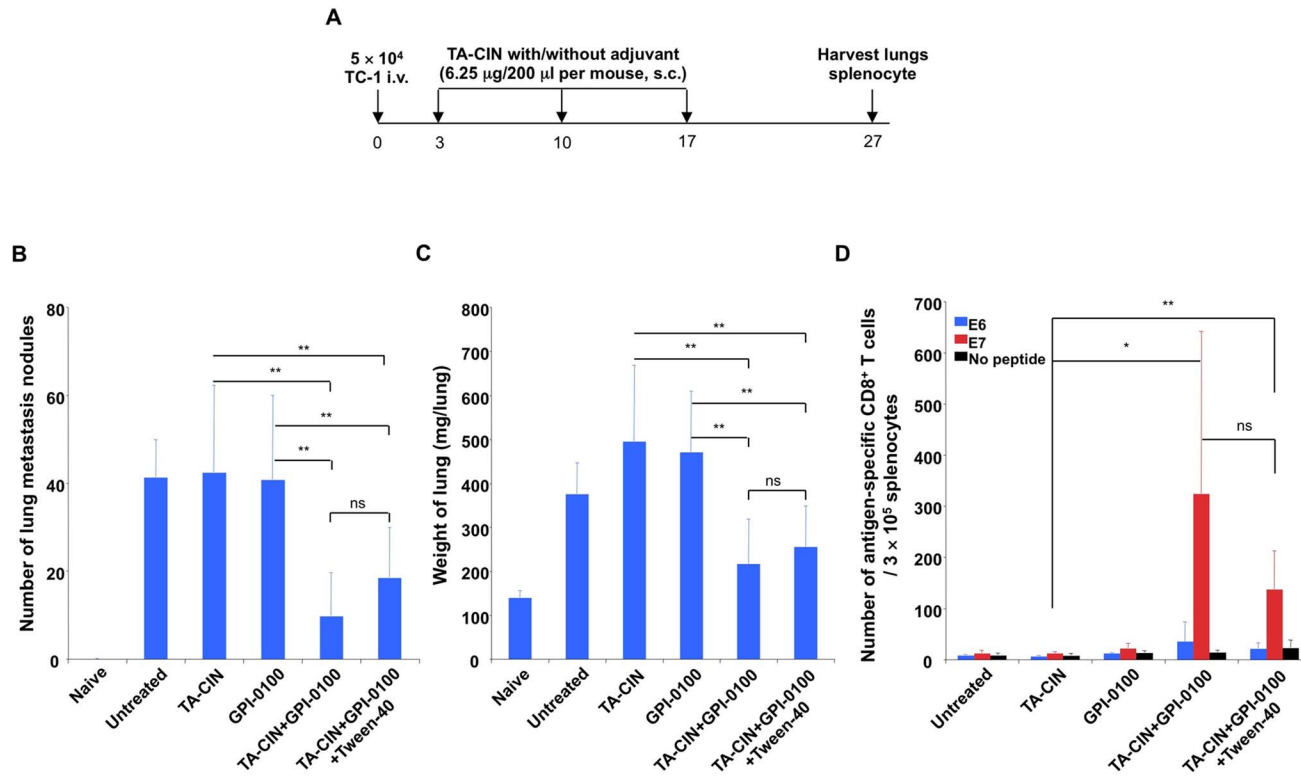 A
5 × 10⁴
TC-1 i.v.
TA-CIN with/without adjuvant
(6.25 µg/200 µl per mouse, s.c.)
Harvest lungs
splenocyte
0
3
10
17
27
B
Number of lung metastasis nodules
80
60
40
20
0
**
**
**
**
ns
Naive
Untreated
TA-CIN
GPI-0100
TA-CIN+GPI-0100
TA-CIN+GPI-0100
+Tween-40
C
Weight of lung (mg/lung)
800
700
600
500
400
300
200
100
0
**
**
**
**
ns
Naive
Untreated
TA-CIN
GPI-0100
TA-CIN+GPI-0100
TA-CIN+GPI-0100
+Tween-40
D
Number of antigen-specific CD8⁺ T cells
/ 3 × 10⁵ splenocytes
700
600
500
400
300
200
100
0
E6
E7
No peptide
**
*
ns
Untreated
TA-CIN
GPI-0100
TA-CIN+GPI-0100
TA-CIN+GPI-0100
+Tween-40